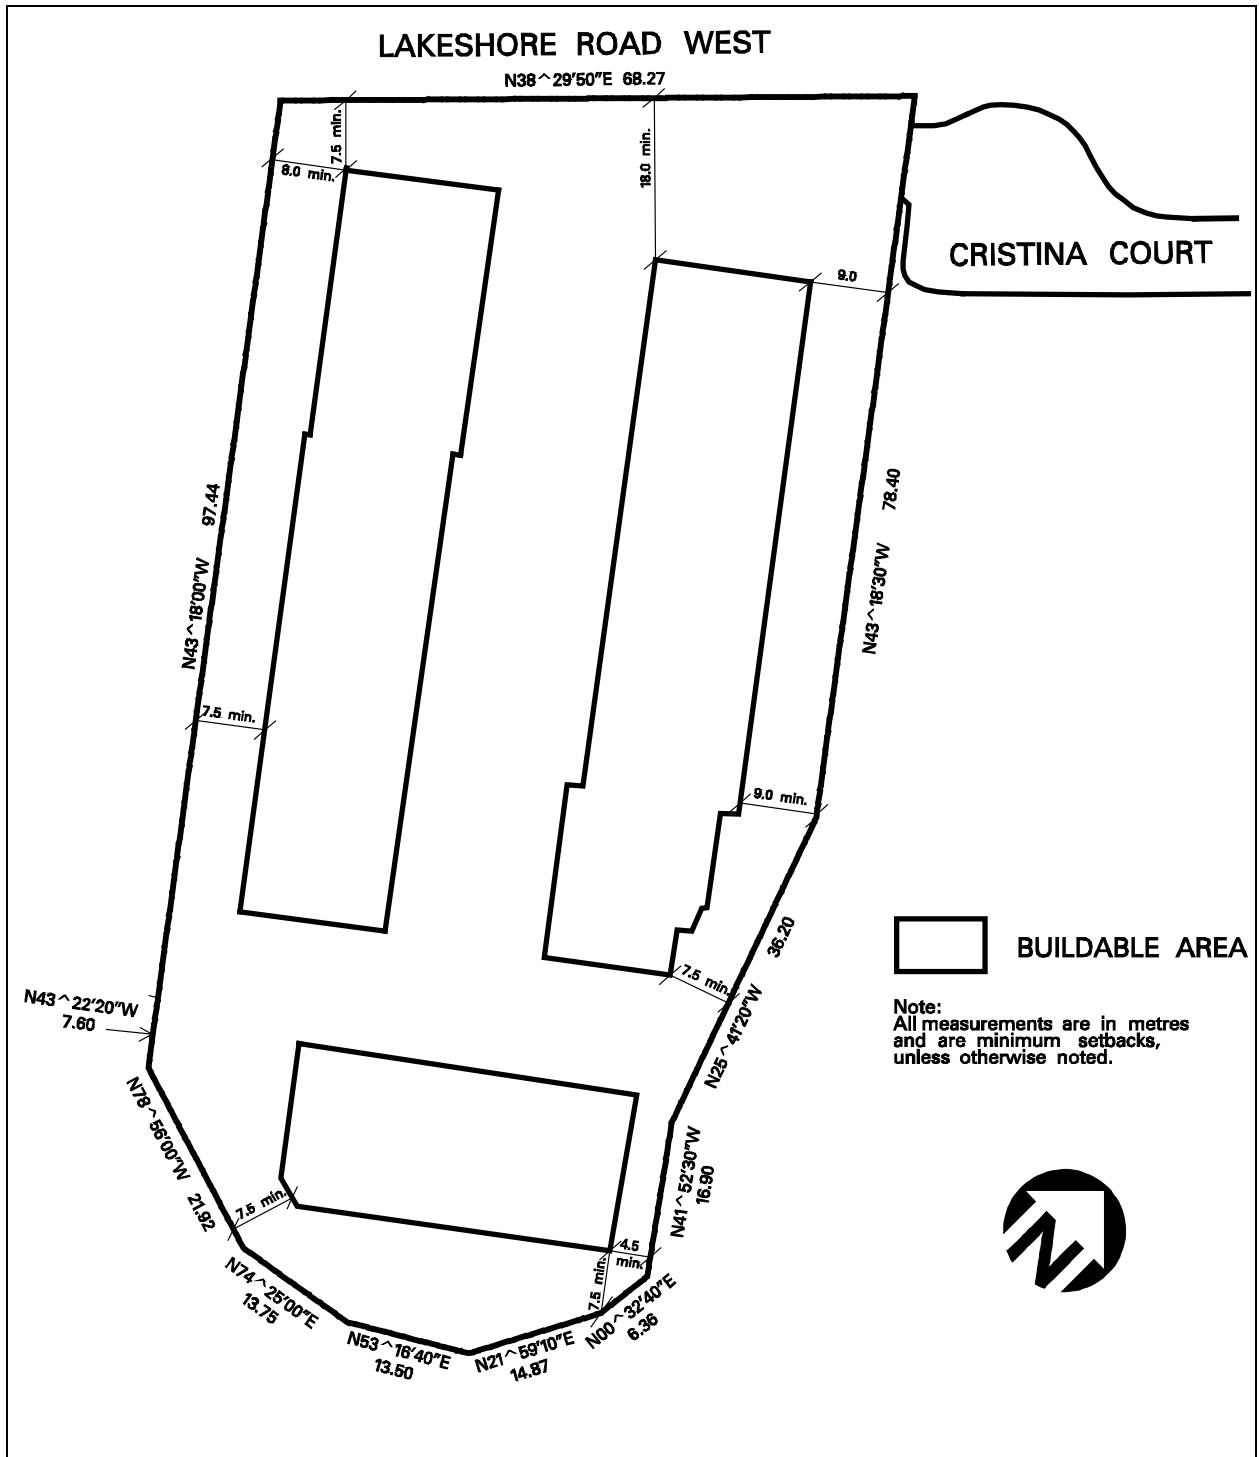 LAKESHORE ROAD WEST
N38^29'50"E 68.27
7.5 min.
8.0 min.
18.0 min.
CRISTINA COURT
9.0
97.44
N43^18'00"W
78.40
N43^18'30"W
7.5 min.
9.0 min.
36.20
N25^41'20"W
7.5 min.
BUILDABLE AREA
N43^22'20"W
7.60
Note:
All measurements are in metres
and are minimum setbacks,
unless otherwise noted.
N78^56'00"W 21.92
N41^52'30"W
16.90
7.5 min.
4.5
min.
7.5 min.
N74^25'00"E
13.75
N53^16'40"E
13.50
N21^59'10"E
14.87
N00^32'40"E
6.36
N